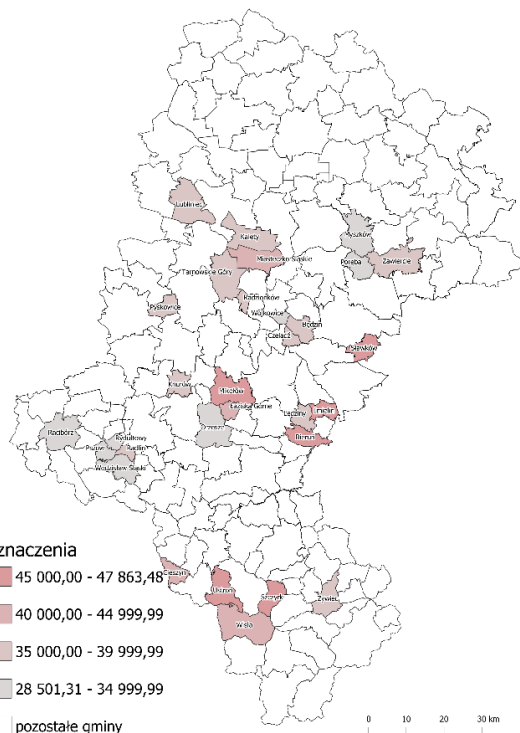 Lubliniec
Kalety
Myszków
Miasteczko Śląskie
Poręba
Zawiercie
Tarnowskie Góry
Radzionków
Pyskowice
Wojkowice
Będzin
Czeladź
Sławków
Knurów
Mikołów
Łaziska Górne
Lędziny
Imielin
Orzesze
Bieruń
Racibórz
Rydułtowy
Pszów
Radlin
Wodzisław Śląski
znaczenia
Cieszyn
45 000,00 - 47 863,48
Ustroń
Szczyrk
Żywiec
40 000,00 - 44 999,99
Wisła
35 000,00 - 39 999,99
28 501,31 - 34 999,99
pozostałe gminy
0 10 20 30 km